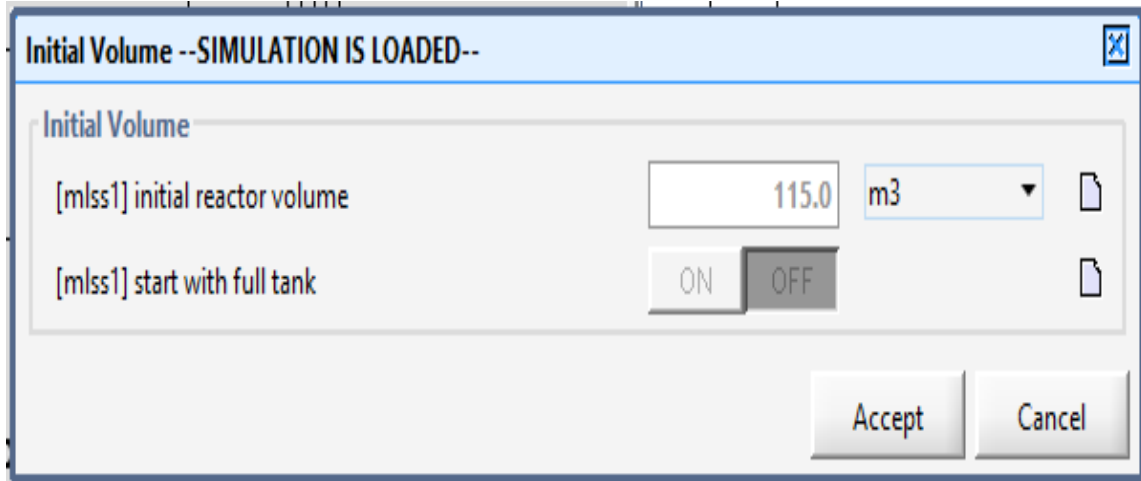 Initial Volume --SIMULATION IS LOADED--
Initial Volume
[mlss1] initial reactor volume 115.0 m3
[mlss1] start with full tank ON OFF
Accept Cancel